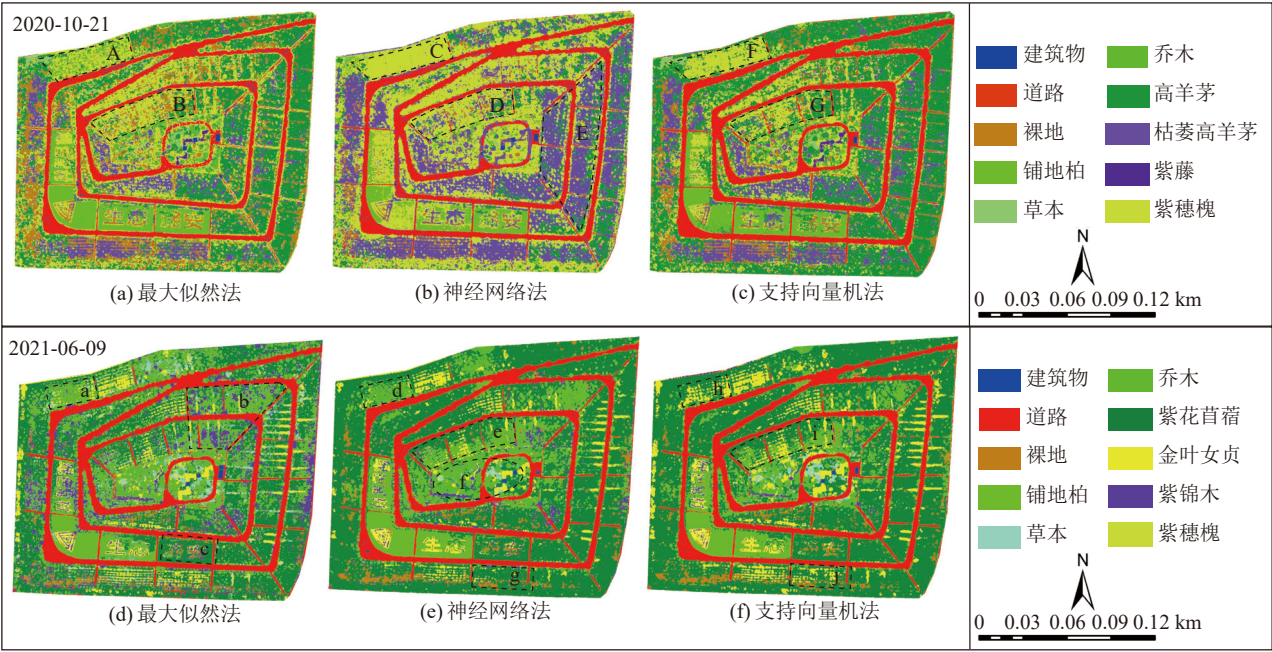 2020-10-21
A
B
C
D
E
F
G
(a) 最大似然法
(b) 神经网络法
(c) 支持向量机法
建筑物
乔木
道路
高羊茅
裸地
枯萎高羊茅
铺地柏
紫藤
草本
紫穗槐
N
0 0.03 0.06 0.09 0.12 km
2021-06-09
a
b
c
d
e
f
g
h
i
j
(d) 最大似然法
(e) 神经网络法
(f) 支持向量机法
建筑物
乔木
道路
紫花苜蓿
裸地
金叶女贞
铺地柏
紫锦木
草本
紫穗槐
N
0 0.03 0.06 0.09 0.12 km